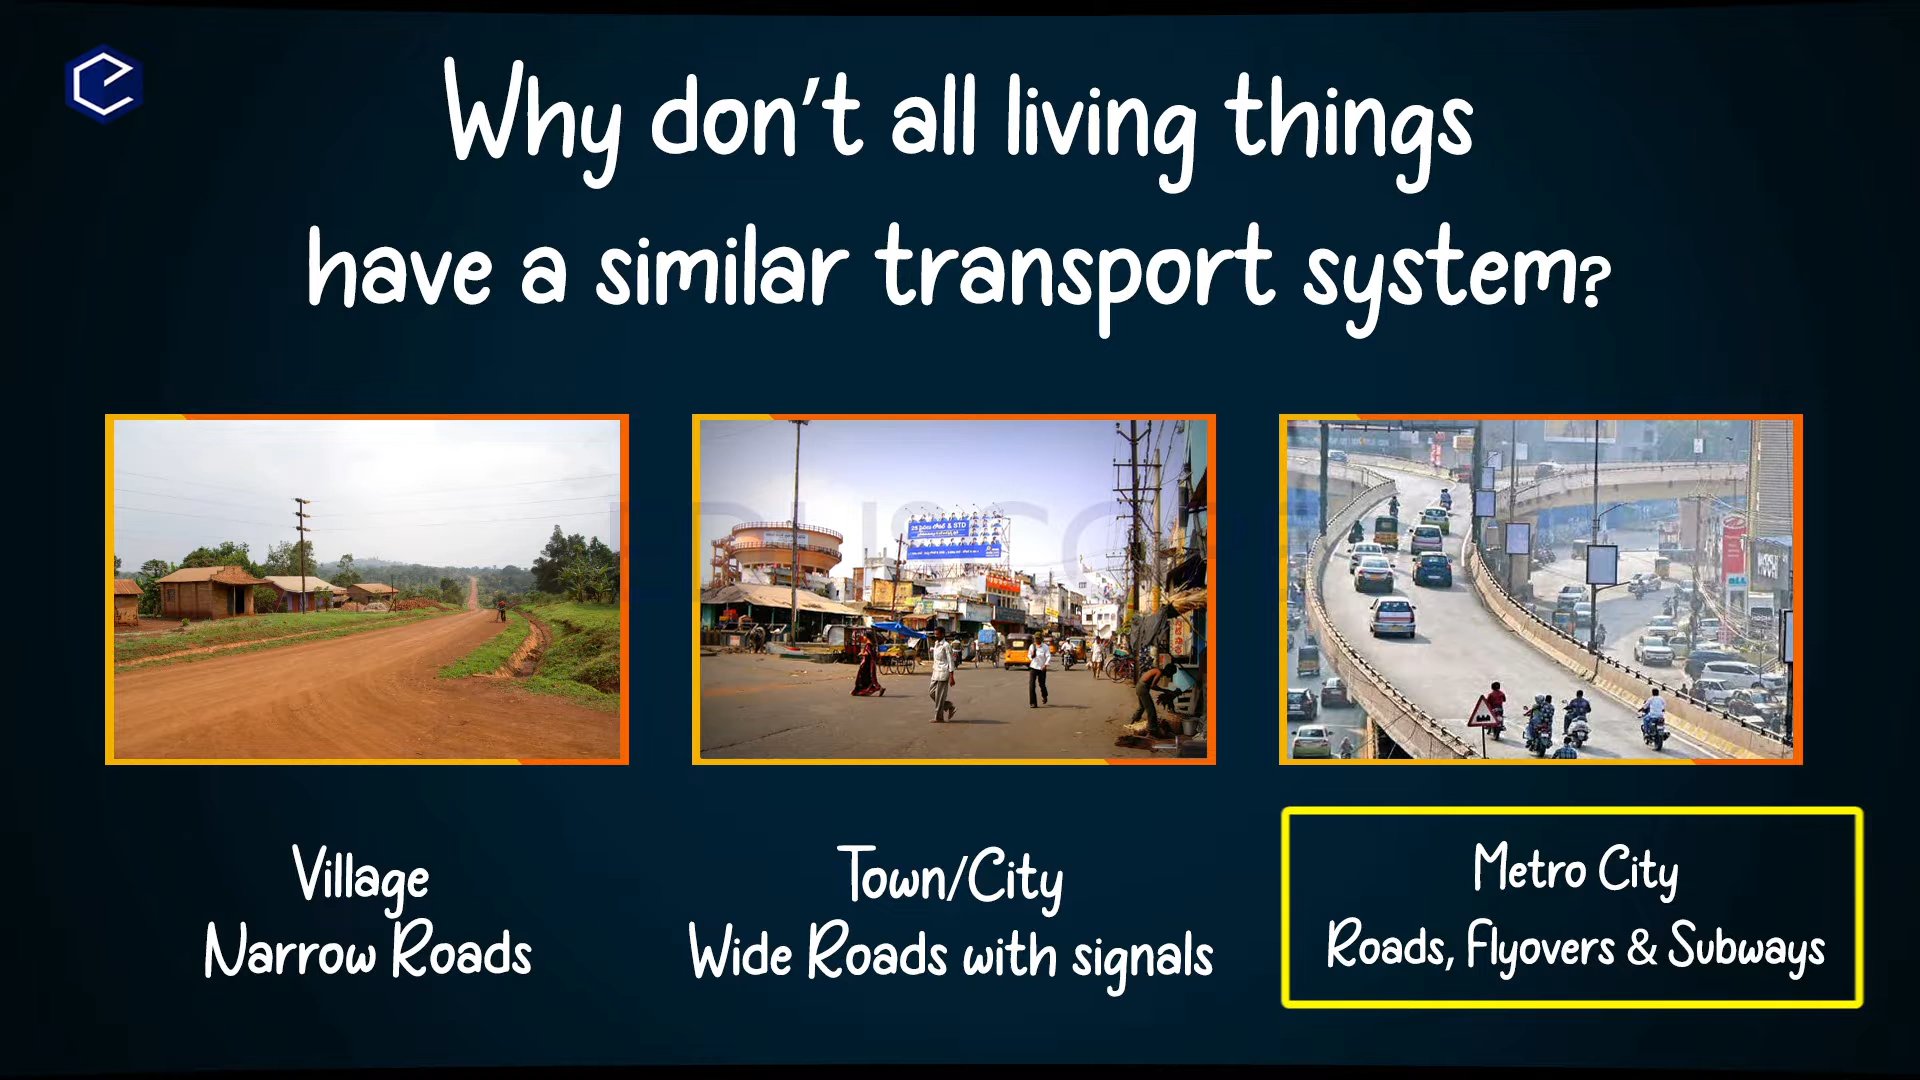 Why don't all living things
have a similar transport system?
Village
Narrow Roads
Town/City
Wide Roads with signals
Metro City
Roads, Flyovers & Subways